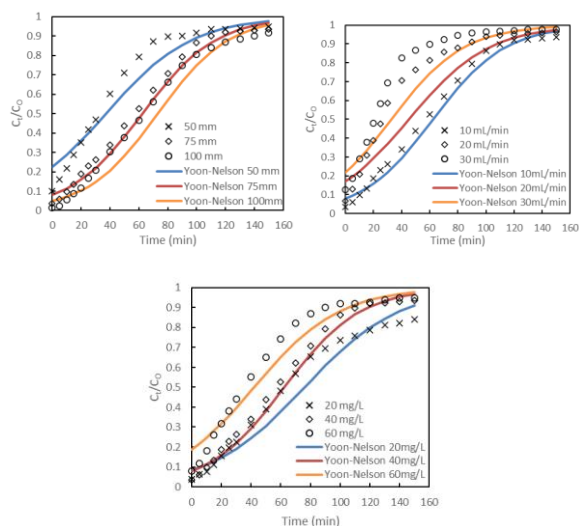 1
0.9
0.8
0.7
0.6
0.5
0.4
0.3
0.2
0.1
0
Ct/CO
50 mm
75 mm
100 mm
Yoon-Nelson 50 mm
Yoon-Nelson 75mm
Yoon-Nelson 100mm
0 20 40 60 80 100 120 140 160
Time (min)
1
0.9
0.8
0.7
0.6
0.5
0.4
0.3
0.2
0.1
0
Ct/CO
10 mL/min
20 mL/min
30 mL/min
Yoon-Nelson 10mL/min
Yoon-Nelson 20mL/min
Yoon-Nelson 30mL/min
0 20 40 60 80 100 120 140 160
Time (min)
1
0.9
0.8
0.7
0.6
0.5
0.4
0.3
0.2
0.1
0
Ct/CO
20 mg/L
40 mg/L
60 mg/L
Yoon-Nelson 20mg/L
Yoon-Nelson 40mg/L
Yoon-Nelson 60mg/L
0 20 40 60 80 100 120 140 160
Time (min)